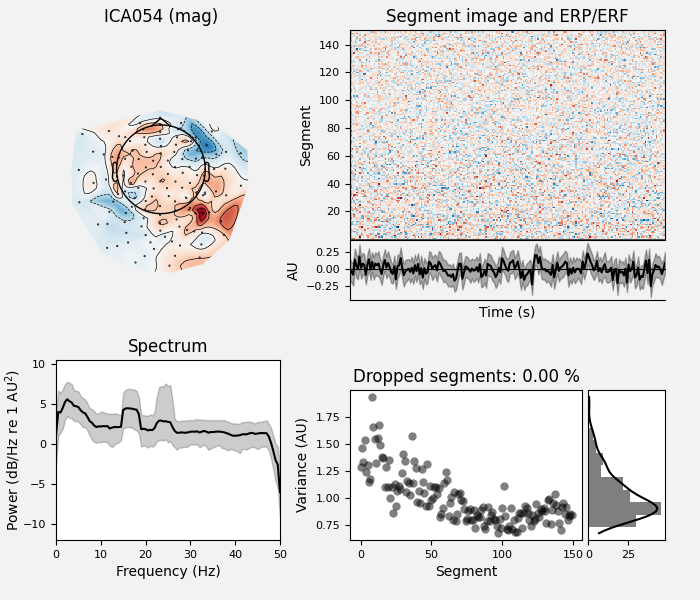 ICA054 (mag)
Segment image and ERP/ERF
140
120
100
80
60
40
20
Segment
0.25
0.00
−0.25
AU
Time (s)
Spectrum
10
5
0
−5
−10
Power (dB/Hz re 1 AU²)
0 10 20 30 40 50
Frequency (Hz)
Dropped segments: 0.00 %
1.75
1.50
1.25
1.00
0.75
Variance (AU)
0 50 100 150
Segment
0 25